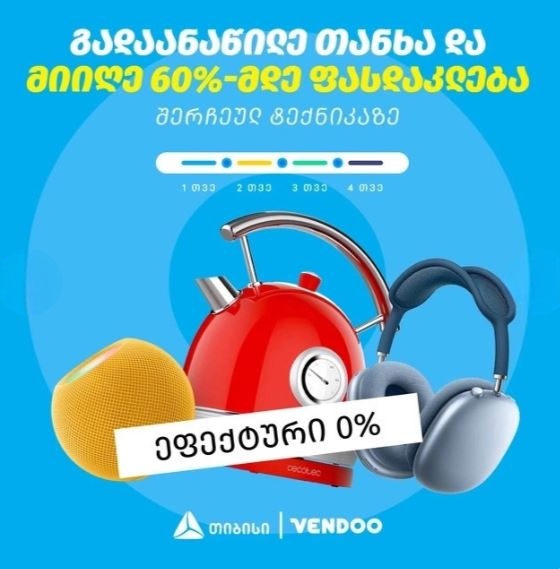 გადაანაწილე თანხა და
მიიღე 60%-მდე ფასდაკლება
შერჩეულ ტექნიკაზე
1 თვე 2 თვე 3 თვე 4 თვე
cecotec
ეფექტური 0%
თიბისი | VENDOO